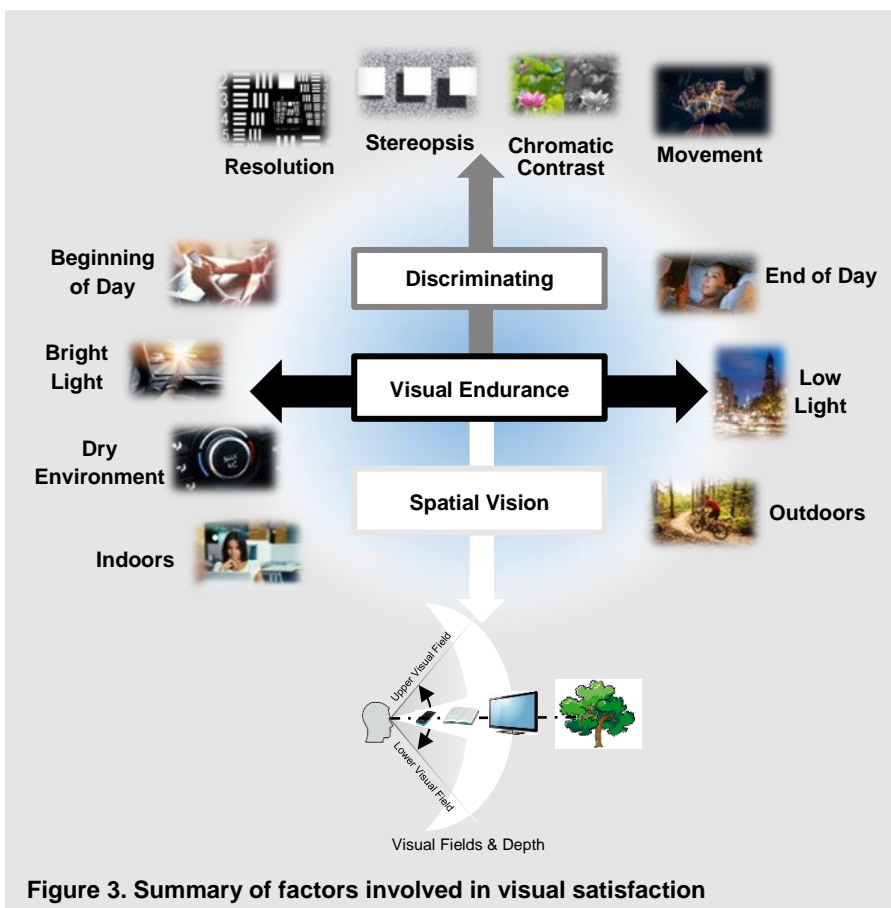 Resolution
Stereopsis
Chromatic
Contrast
Movement
Beginning
of Day
Discriminating
End of Day
Bright
Light
Visual Endurance
Low
Light
Dry
Environment
Spatial Vision
Outdoors
Indoors
Upper Visual Field
Lower Visual Field
Visual Fields & Depth
Figure 3. Summary of factors involved in visual satisfaction